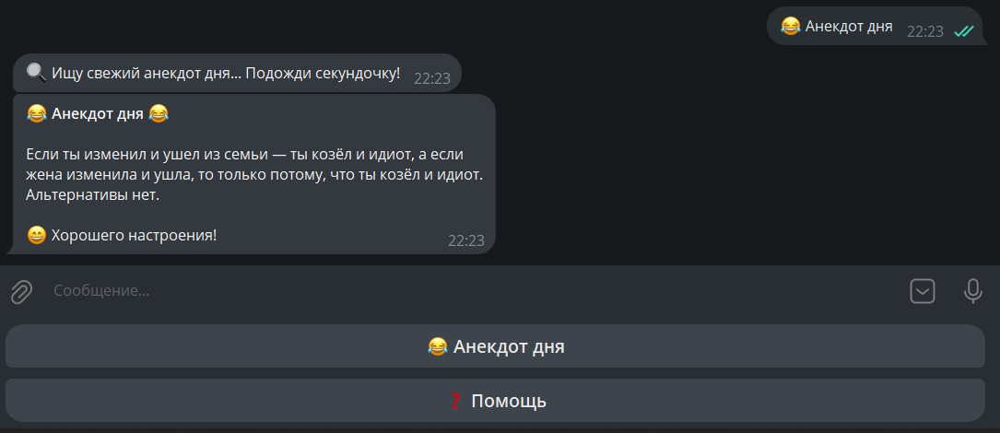 😂 Анекдот дня 22:23
🔍 Ищу свежий анекдот дня... Подожди секундочку! 22:23
😂 Анекдот дня 😂
Если ты изменил и ушел из семьи — ты козёл и идиот, а если
жена изменила и ушла, то только потому, что ты козёл и идиот.
Альтернативы нет.
😄 Хорошего настроения! 22:23
Сообщение...
😂 Анекдот дня
❓ Помощь